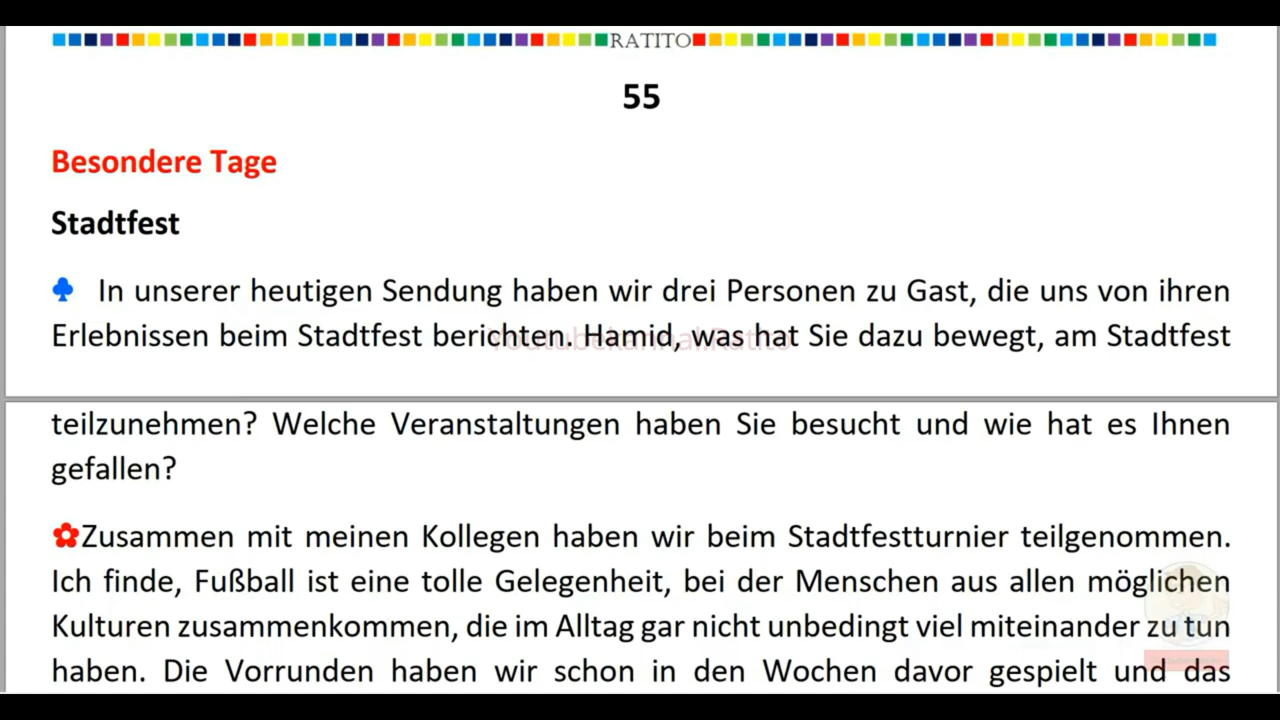 RATITO
55
Besondere Tage
Stadtfest
♣ In unserer heutigen Sendung haben wir drei Personen zu Gast, die uns von ihren
Erlebnissen beim Stadtfest berichten. Hamid, was hat Sie dazu bewegt, am Stadtfest
Youtubekannal:Ratito
teilzunehmen? Welche Veranstaltungen haben Sie besucht und wie hat es Ihnen
gefallen?
✿Zusammen mit meinen Kollegen haben wir beim Stadtfestturnier teilgenommen.
Ich finde, Fußball ist eine tolle Gelegenheit, bei der Menschen aus allen möglichen
Kulturen zusammenkommen, die im Alltag gar nicht unbedingt viel miteinander zu tun
haben. Die Vorrunden haben wir schon in den Wochen davor gespielt und das